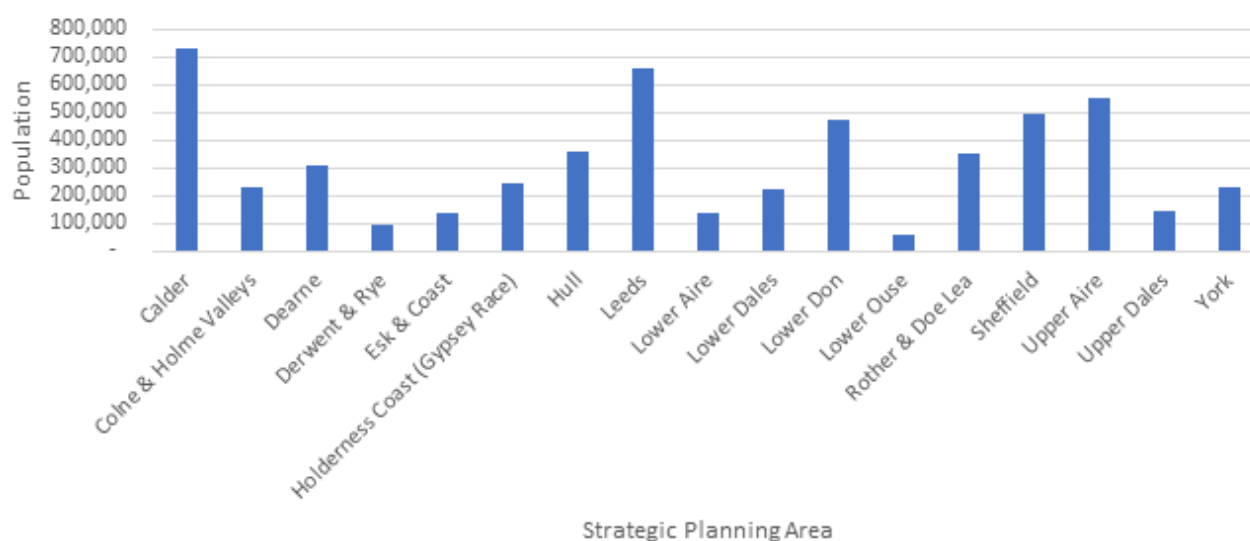 800,000
700,000
600,000
500,000
400,000
300,000
200,000
100,000
-
Population
Calder
Colne & Holme Valleys
Dearne
Derwent & Rye
Esk & Coast
Holderness Coast (Gypsey Race)
Hull
Leeds
Lower Aire
Lower Dales
Lower Don
Lower Ouse
Rother & Doe Lea
Sheffield
Upper Aire
Upper Dales
York
Strategic Planning Area